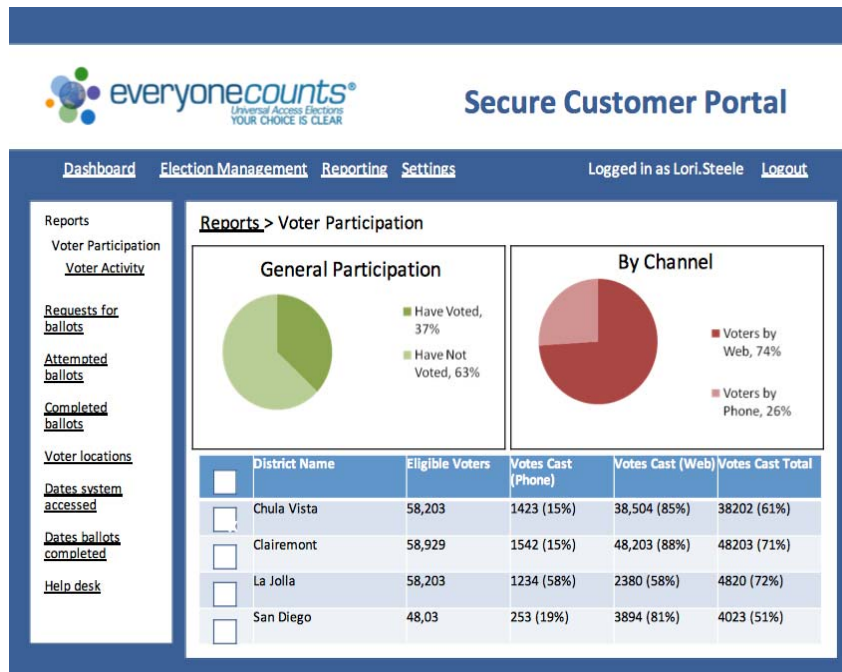 everyonecounts®
Universal Access Elections
YOUR CHOICE IS CLEAR
Secure Customer Portal
Dashboard Election Management Reporting Settings Logged in as Lori.Steele Logout
Reports
Voter Participation
Voter Activity
Requests for
ballots
Attempted
ballots
Completed
ballots
Voter locations
Dates system
accessed
Dates ballots
completed
Help desk
Reports > Voter Participation
General Participation
Have Voted,
37%
Have Not
Voted, 63%
By Channel
Voters by
Web, 74%
Voters by
Phone, 26%
District Name Eligible Voters Votes Cast (Phone) Votes Cast (Web) Votes Cast Total
Chula Vista 58,203 1423 (15%) 38,504 (85%) 38202 (61%)
Clairemont 58,929 1542 (15%) 48,203 (88%) 48203 (71%)
La Jolla 58,203 1234 (58%) 2380 (58%) 4820 (72%)
San Diego 48,03 253 (19%) 3894 (81%) 4023 (51%)